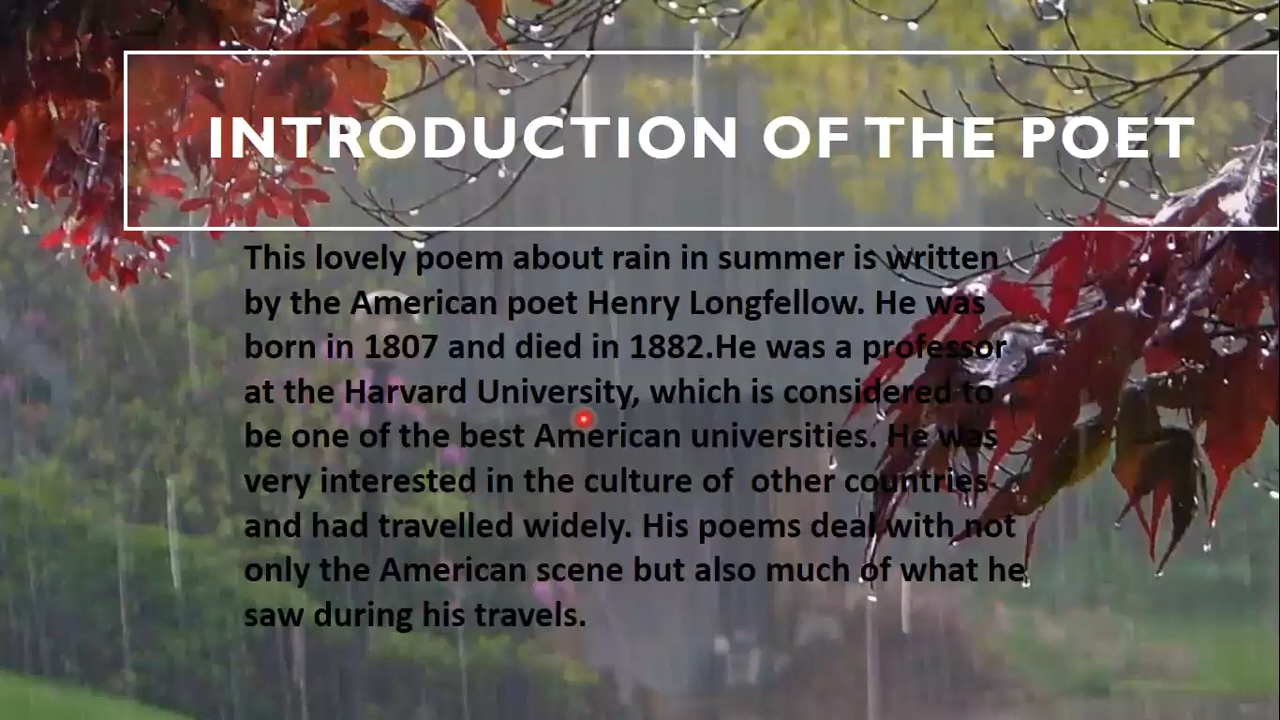 INTRODUCTION OF THE POET
This lovely poem about rain in summer is written
by the American poet Henry Longfellow. He was
born in 1807 and died in 1882.He was a professor
at the Harvard University, which is considered to
be one of the best American universities. He was
very interested in the culture of  other countries
and had travelled widely. His poems deal with not
only the American scene but also much of what he
saw during his travels.